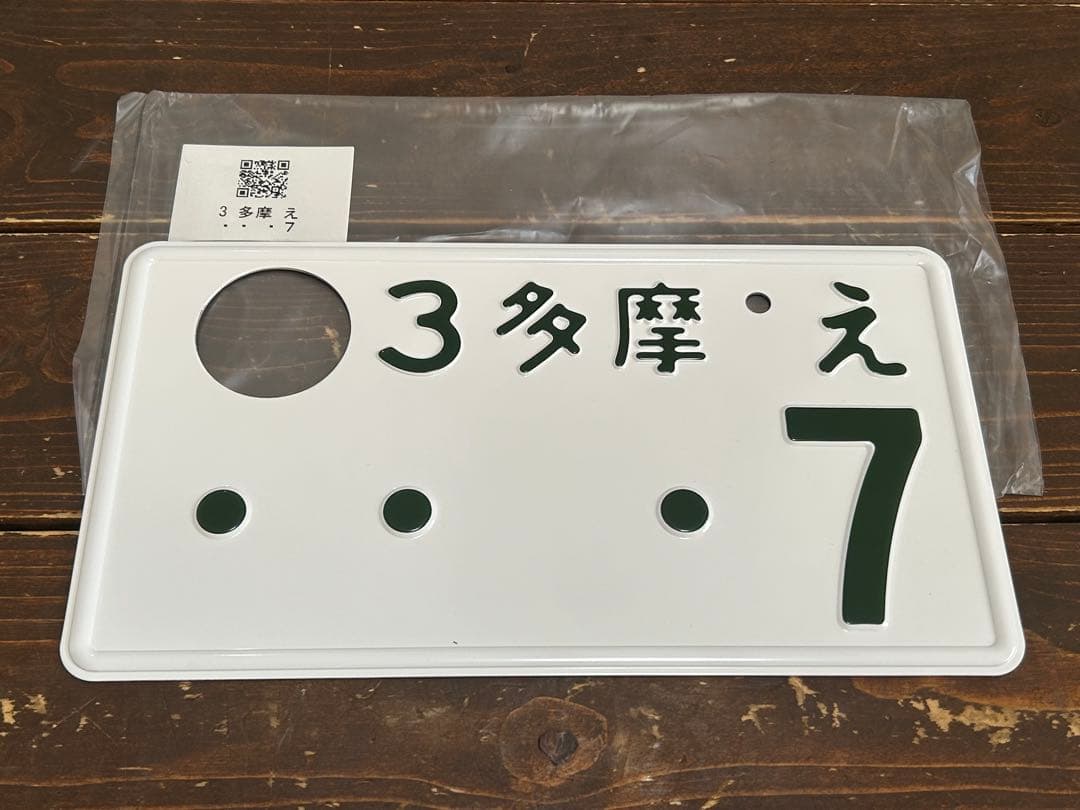 3 多摩 え
・ ・ ・7
3 多摩 え
・ ・ ・ 7